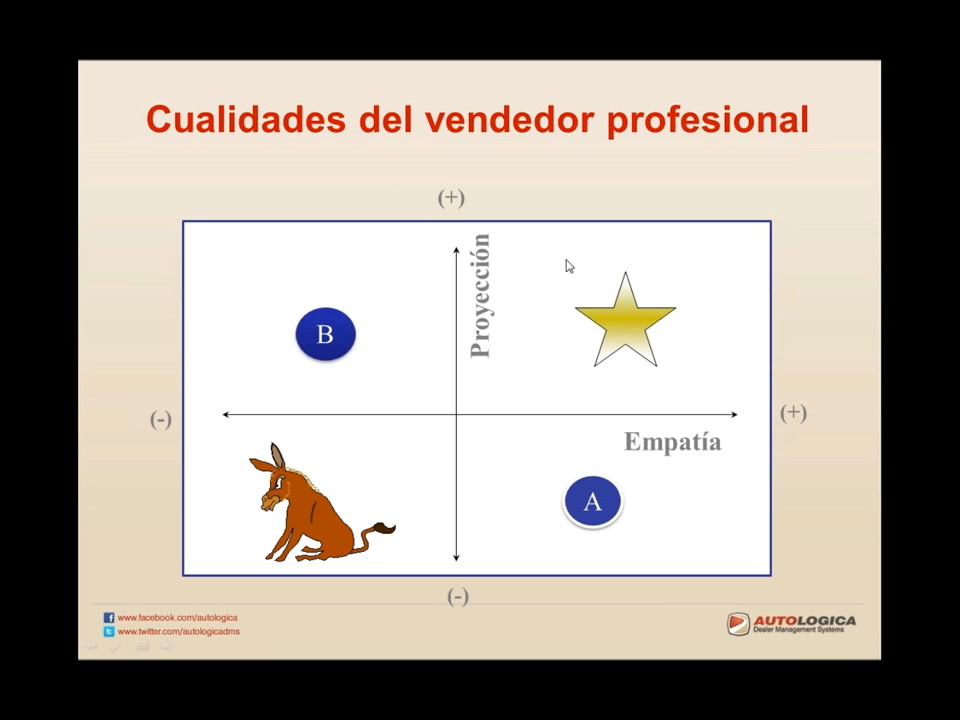 Cualidades del vendedor profesional
(+)
Proyección
B
(-)
(+)
Empatía
A
(-)
www.facebook.com/autologica
www.twitter.com/autologicadms
AUTOLOGICA
Dealer Management Systems